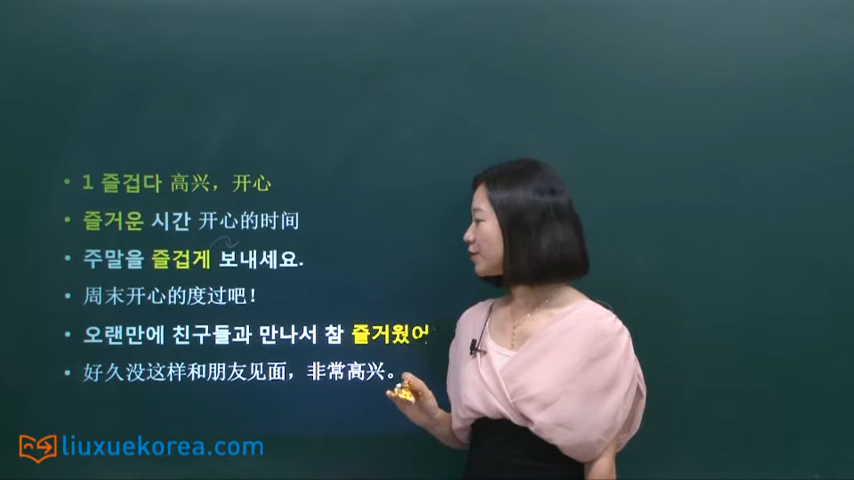 1 즐겁다 高兴，开心
즐거운 시간 开心的时间
주말을 즐겁게 보내세요.
周末开心的度过吧！
오랜만에 친구들과 만나서 참 즐거웠어
好久没这样和朋友见面，非常高兴。
liuxuekorea.com